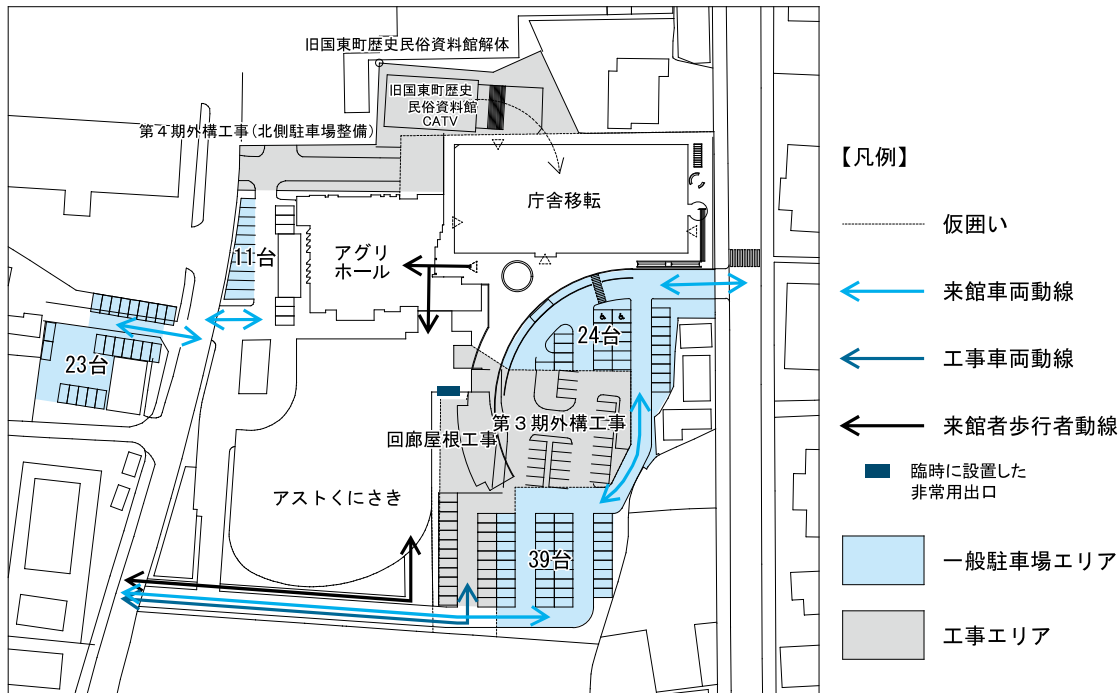 旧国東町歴史民俗資料館解体
旧国東町歴史
民俗資料館
CATV
第４期外構工事（北側駐車場整備）
庁舎移転
アグリ
ホール
11台
24台
23台
第３期外構工事
回廊屋根工事
アストくにさき
39台
【凡例】
仮囲い
来館車両動線
工事車両動線
来館者歩行者動線
臨時に設置した
非常用出口
一般駐車場エリア
工事エリア